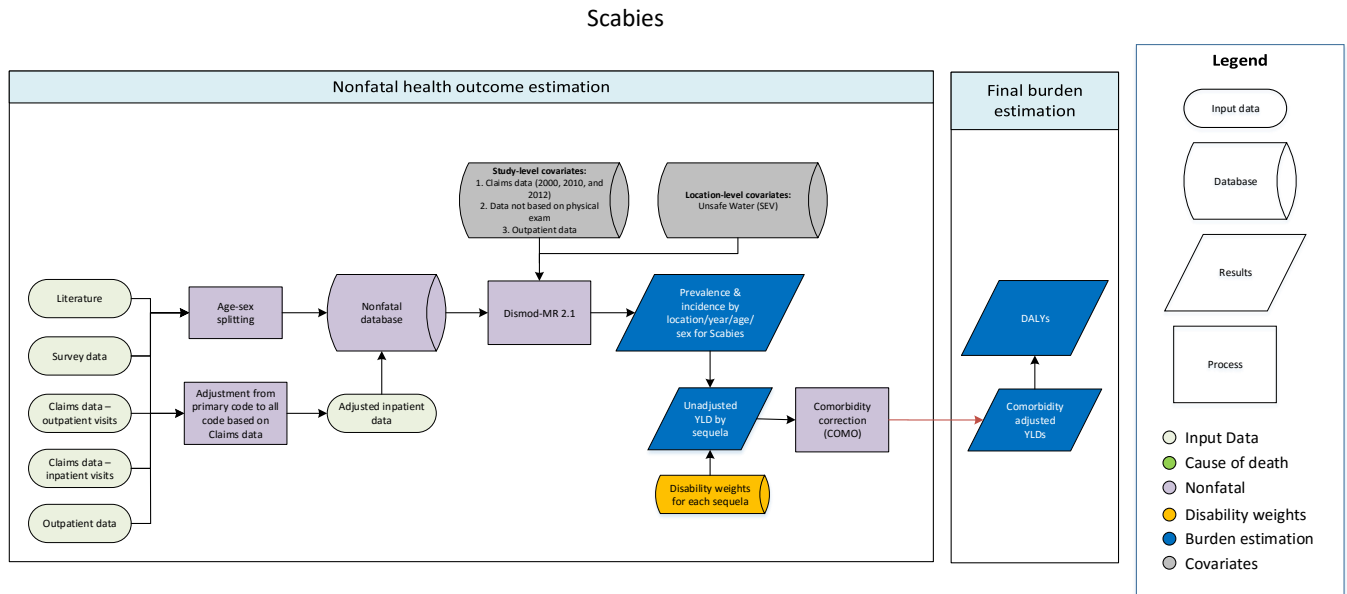 Scabies
Nonfatal health outcome estimation
Final burden
estimation
Legend
Input data
Database
Results
Process
Input Data
Cause of death
Nonfatal
Disability weights
Burden estimation
Covariates
Study-level covariates:
1. Claims data (2000, 2010, and
2012)
2. Data not based on physical
exam
3. Outpatient data
Location-level covariates:
Unsafe Water (SEV)
Literature
Survey data
Claims data –
outpatient visits
Claims data –
inpatient visits
Outpatient data
Age-sex
splitting
Adjustment from
primary code to all
code based on
Claims data
Nonfatal
database
Adjusted inpatient
data
Dismod-MR 2.1
Prevalence &
incidence by
location/year/age/
sex for Scabies
Unadjusted
YLD by
sequela
Disability weights
for each sequela
Comorbidity
correction
(COMO)
DALYs
Comorbidity
adjusted
YLDs